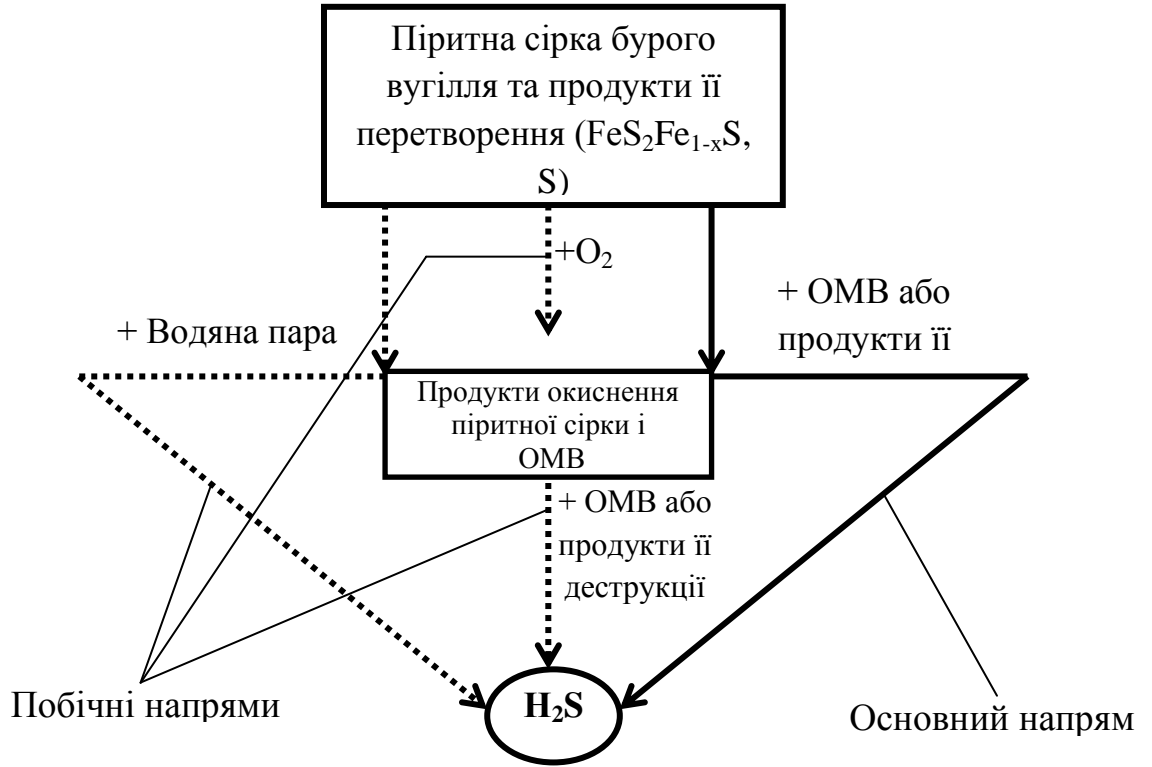 Піритна сірка бурого
вугілля та продукти її
перетворення (FeS₂Fe₁₋ₓS,
S)
+O₂
+ Водяна пара
+ ОМВ або
продукти її
Продукти окиснення
піритної сірки і
ОМВ
+ ОМВ або
продукти її
деструкції
Побічні напрями
H₂S
Основний напрям